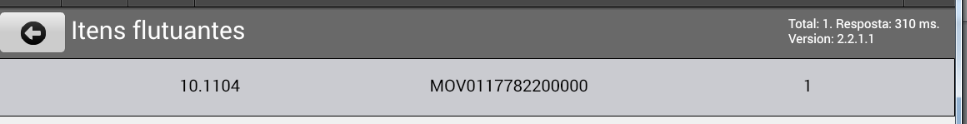 Itens flutuantes
Total: 1. Resposta: 310 ms.
Version: 2.2.1.1
10.1104 MOV0117782200000 1